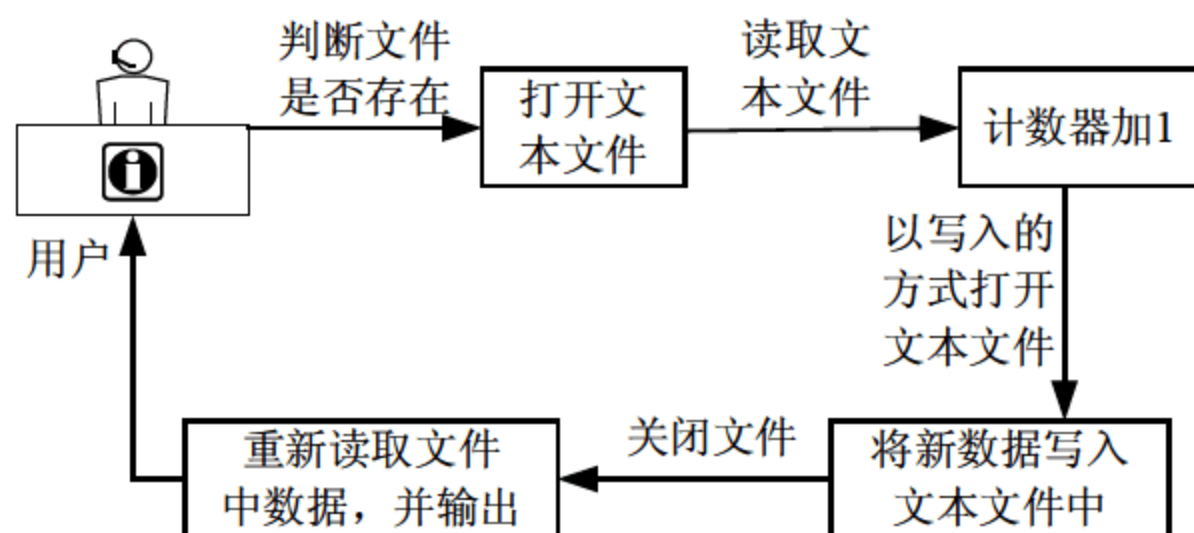 判断文件
是否存在
打开文
本文件
读取文
本文件
计数器加1
用户
以写入的
方式打开
文本文件
将新数据写入
文本文件中
关闭文件
重新读取文件
中数据，并输出